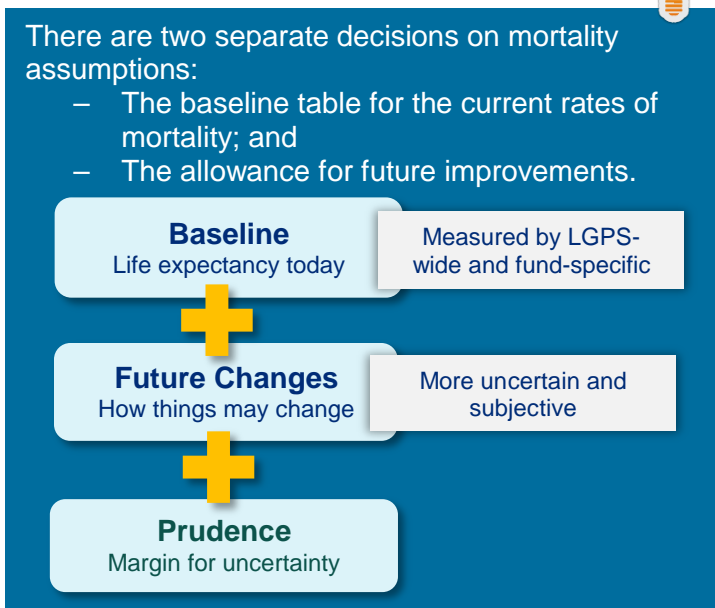 There are two separate decisions on mortality
assumptions:
– The baseline table for the current rates of
mortality; and
– The allowance for future improvements.
Baseline
Life expectancy today
Measured by LGPS-
wide and fund-specific
Future Changes
How things may change
More uncertain and
subjective
Prudence
Margin for uncertainty